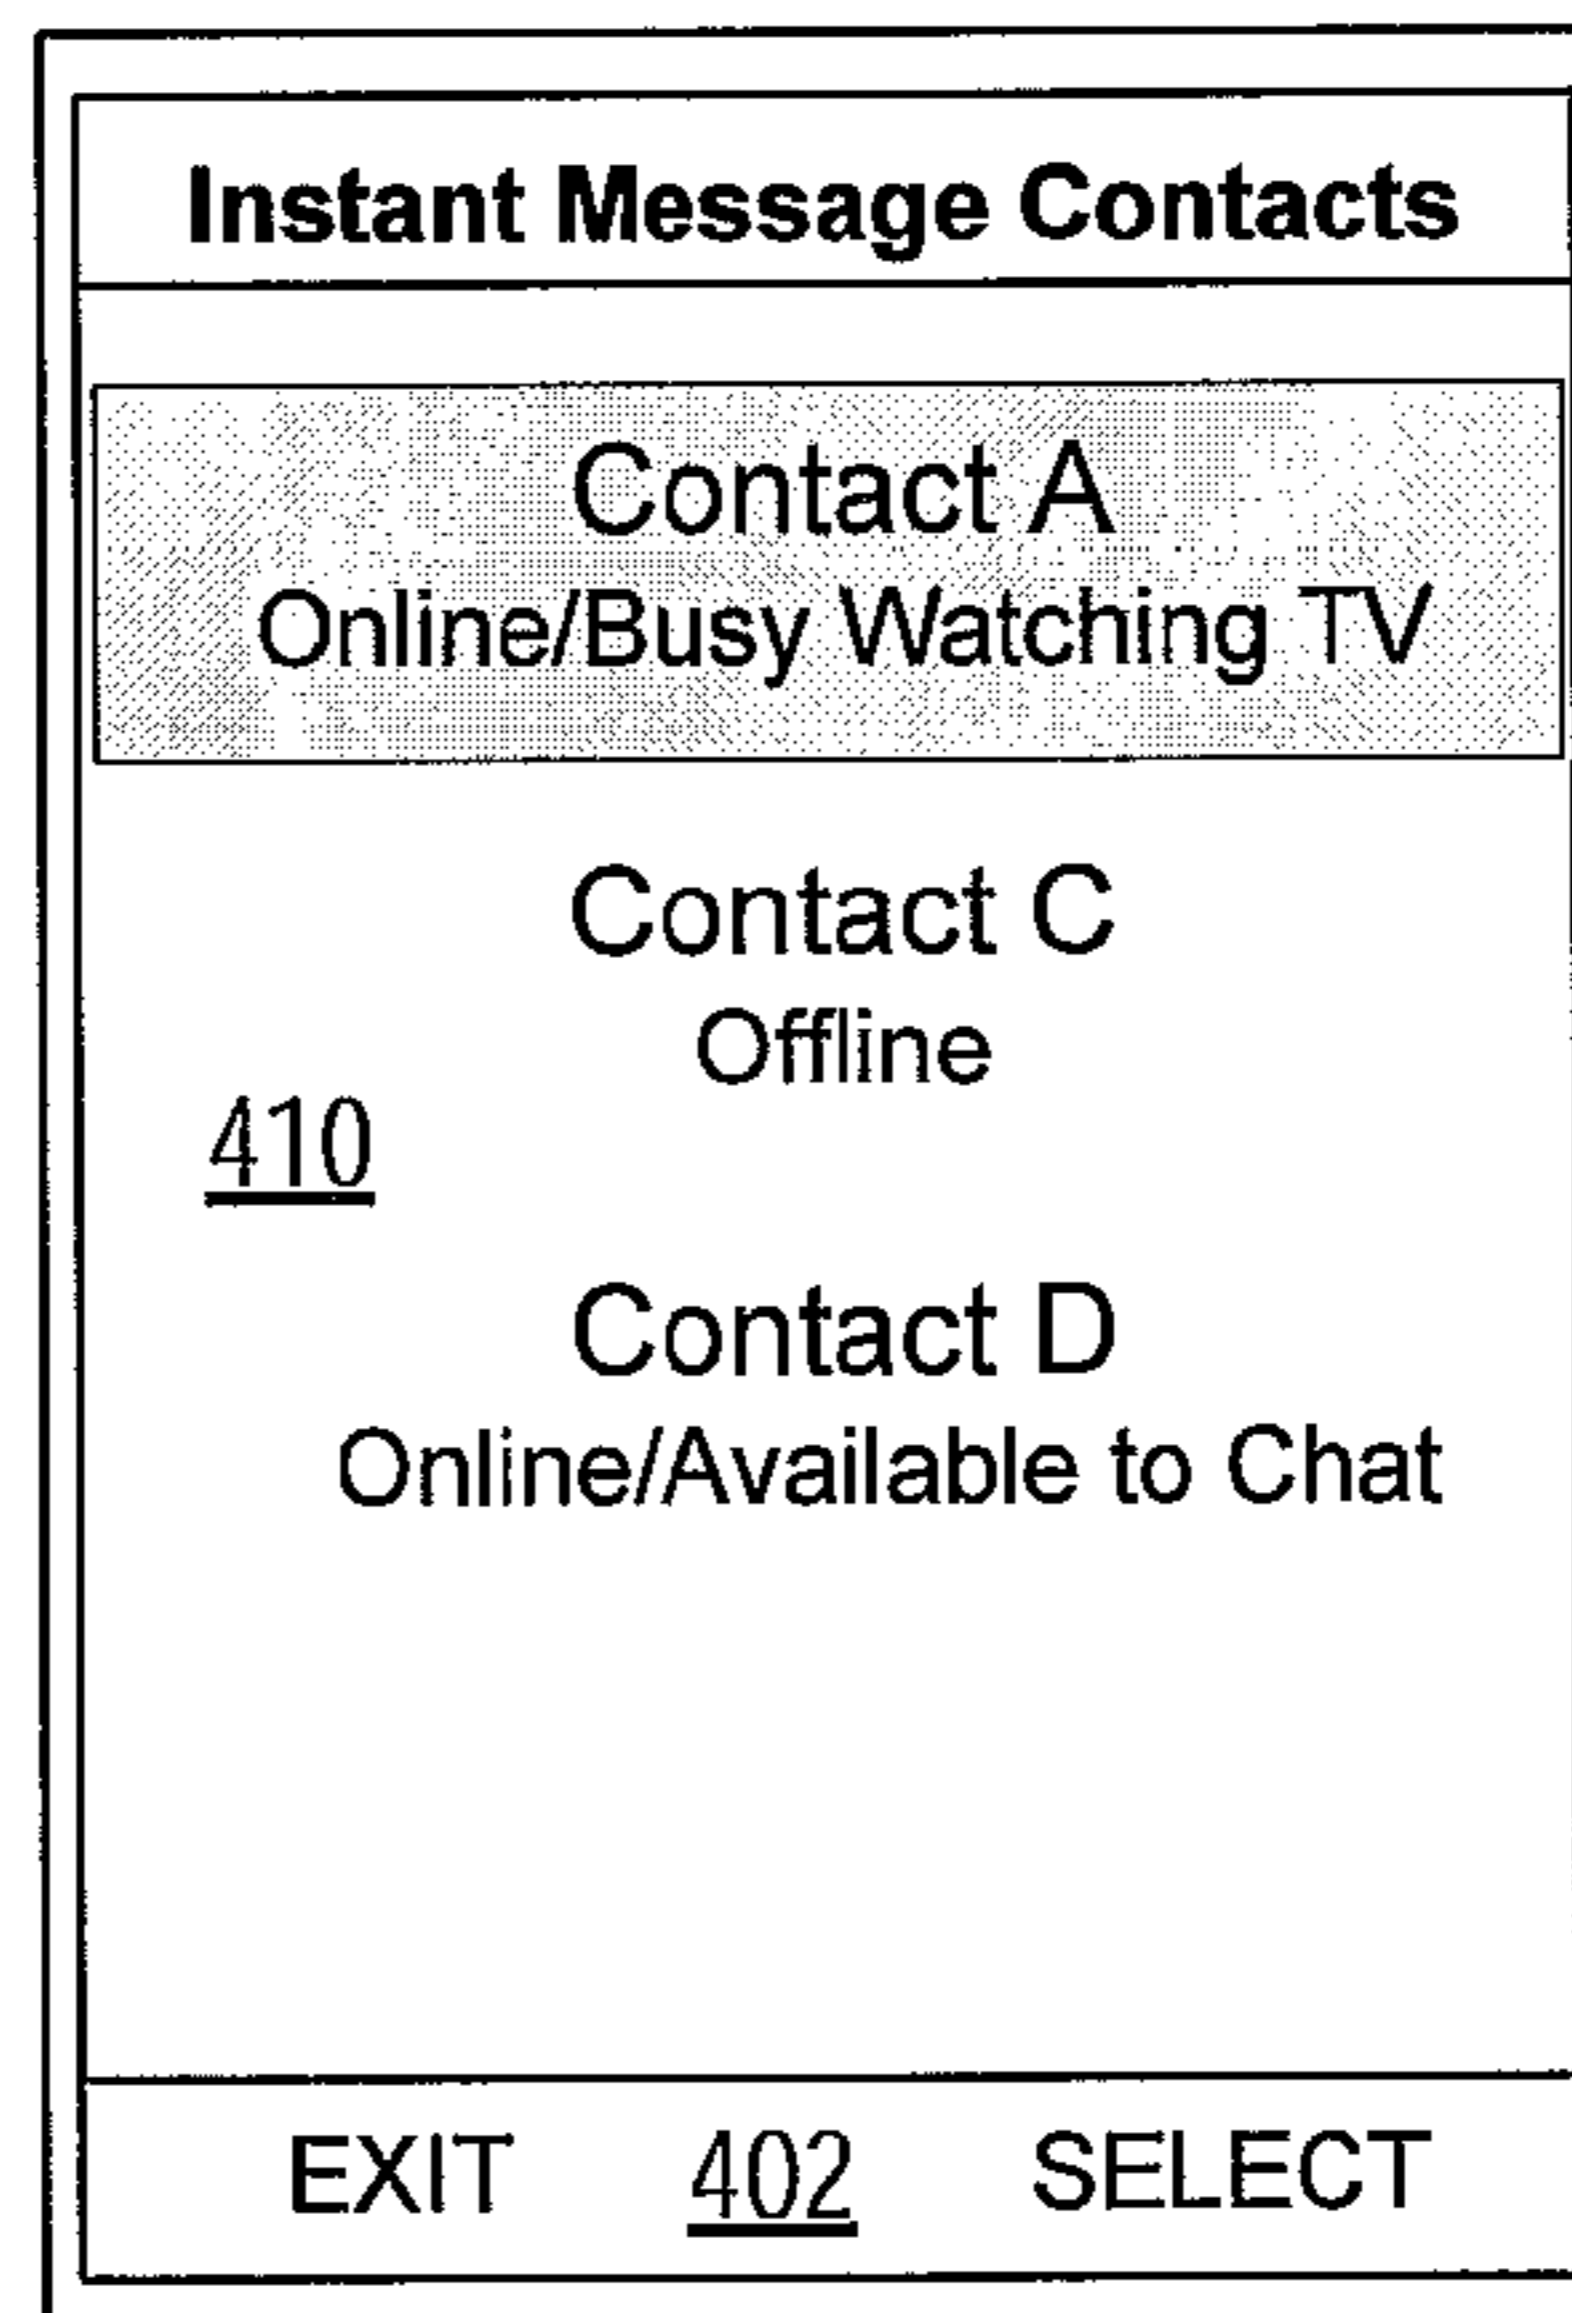 Instant Message Contacts
Contact A
Online/Busy Watching TV
Contact C
Offline
410
Contact D
Online/Available to Chat
EXIT 402 SELECT